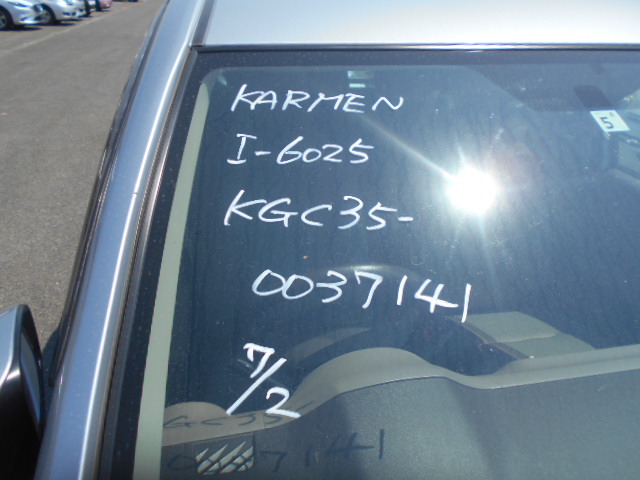 KARMEN
I-6025
KGC35-
0037141
7/2
5